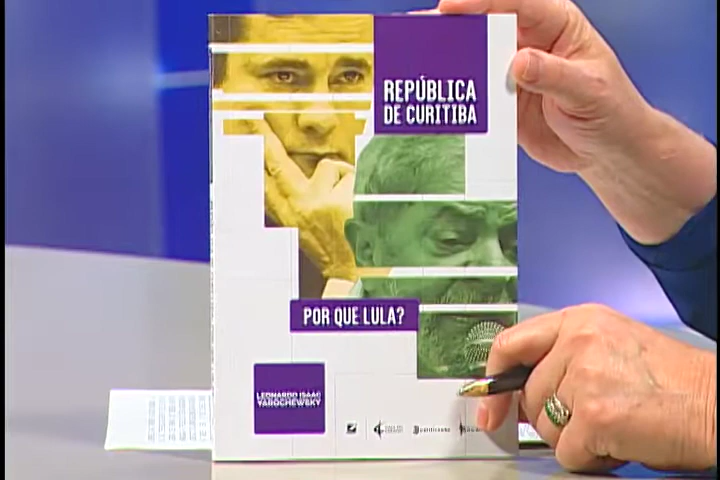 REPÚBLICA
DE CURITIBA
POR QUE LULA?
LEONARDO ISAAC
YAROCHEWSKY